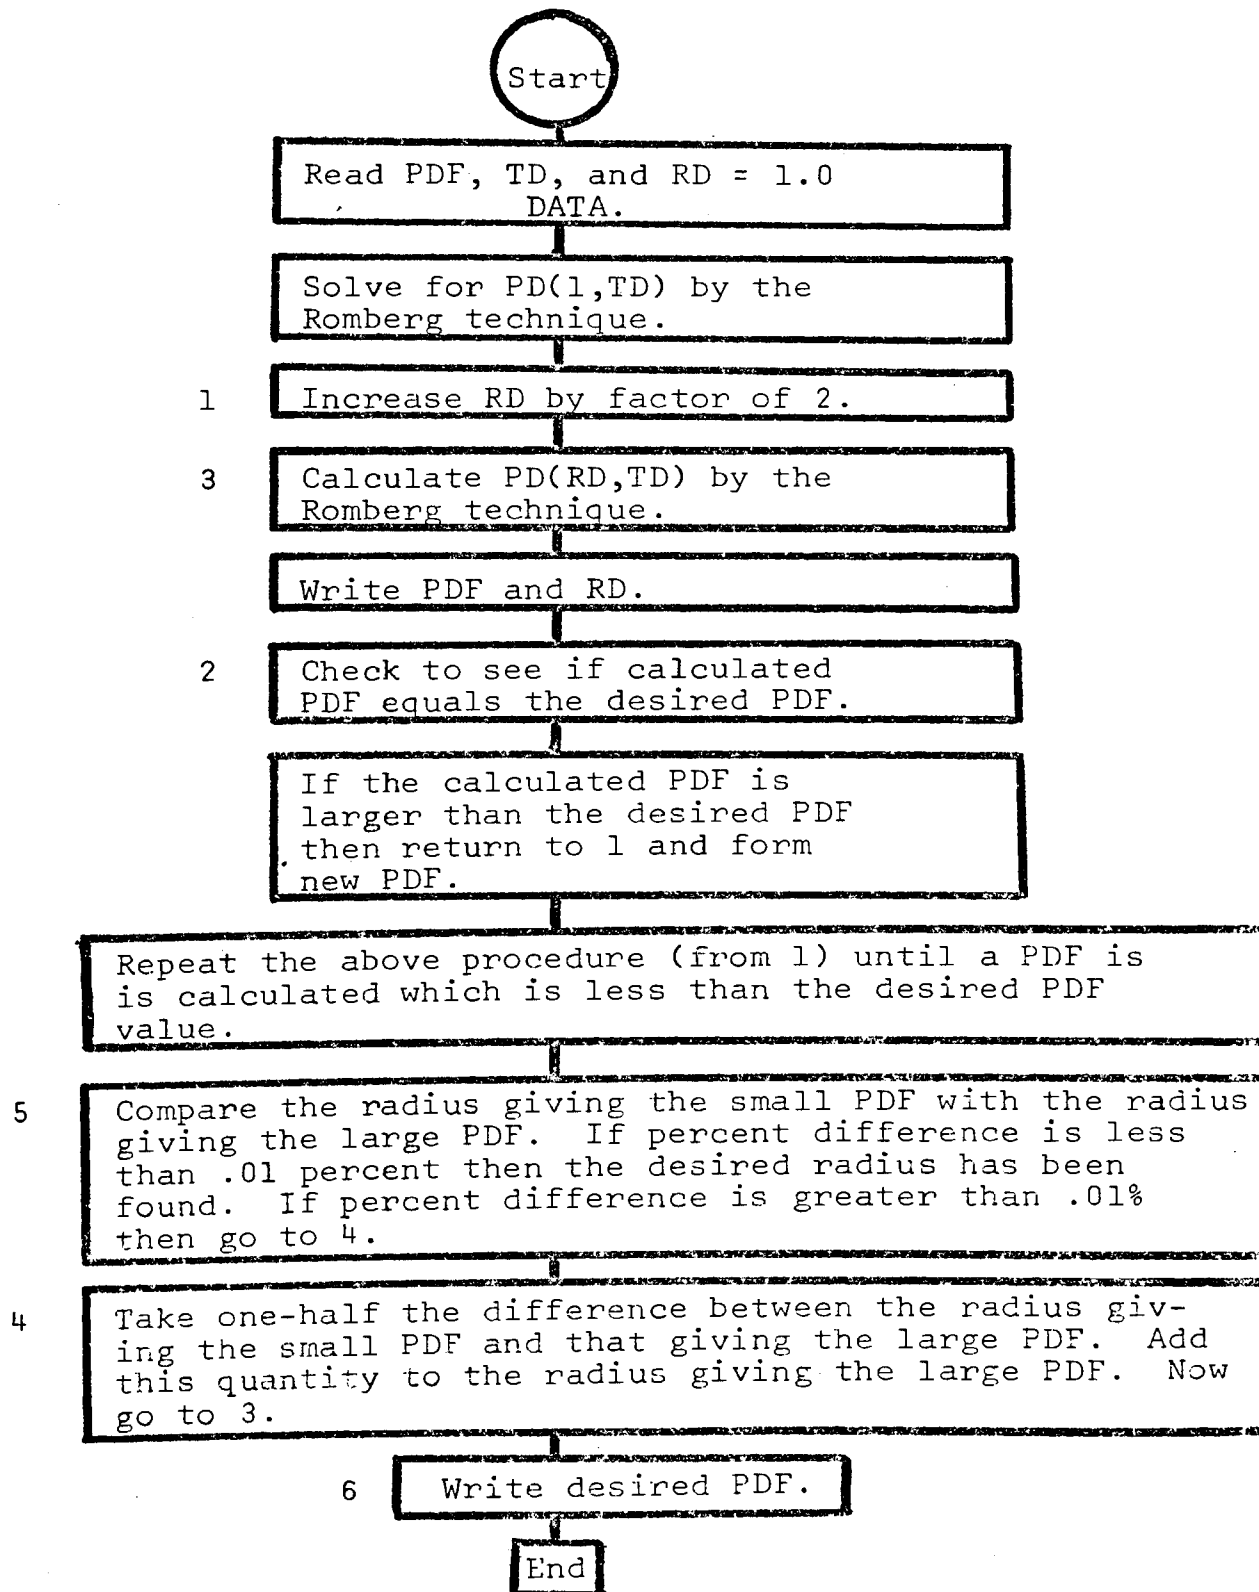 Start
Read PDF, TD, and RD = 1.0
DATA.
Solve for PD(1,TD) by the
Romberg technique.
1 Increase RD by factor of 2.
3 Calculate PD(RD,TD) by the
Romberg technique.
Write PDF and RD.
2 Check to see if calculated
PDF equals the desired PDF.
If the calculated PDF is
larger than the desired PDF
then return to 1 and form
new PDF.
Repeat the above procedure (from 1) until a PDF is
is calculated which is less than the desired PDF
value.
5 Compare the radius giving the small PDF with the radius
giving the large PDF. If percent difference is less
than .01 percent then the desired radius has been
found. If percent difference is greater than .01%
then go to 4.
4 Take one-half the difference between the radius giv-
ing the small PDF and that giving the large PDF. Add
this quantity to the radius giving the large PDF. Now
go to 3.
6 Write desired PDF.
End